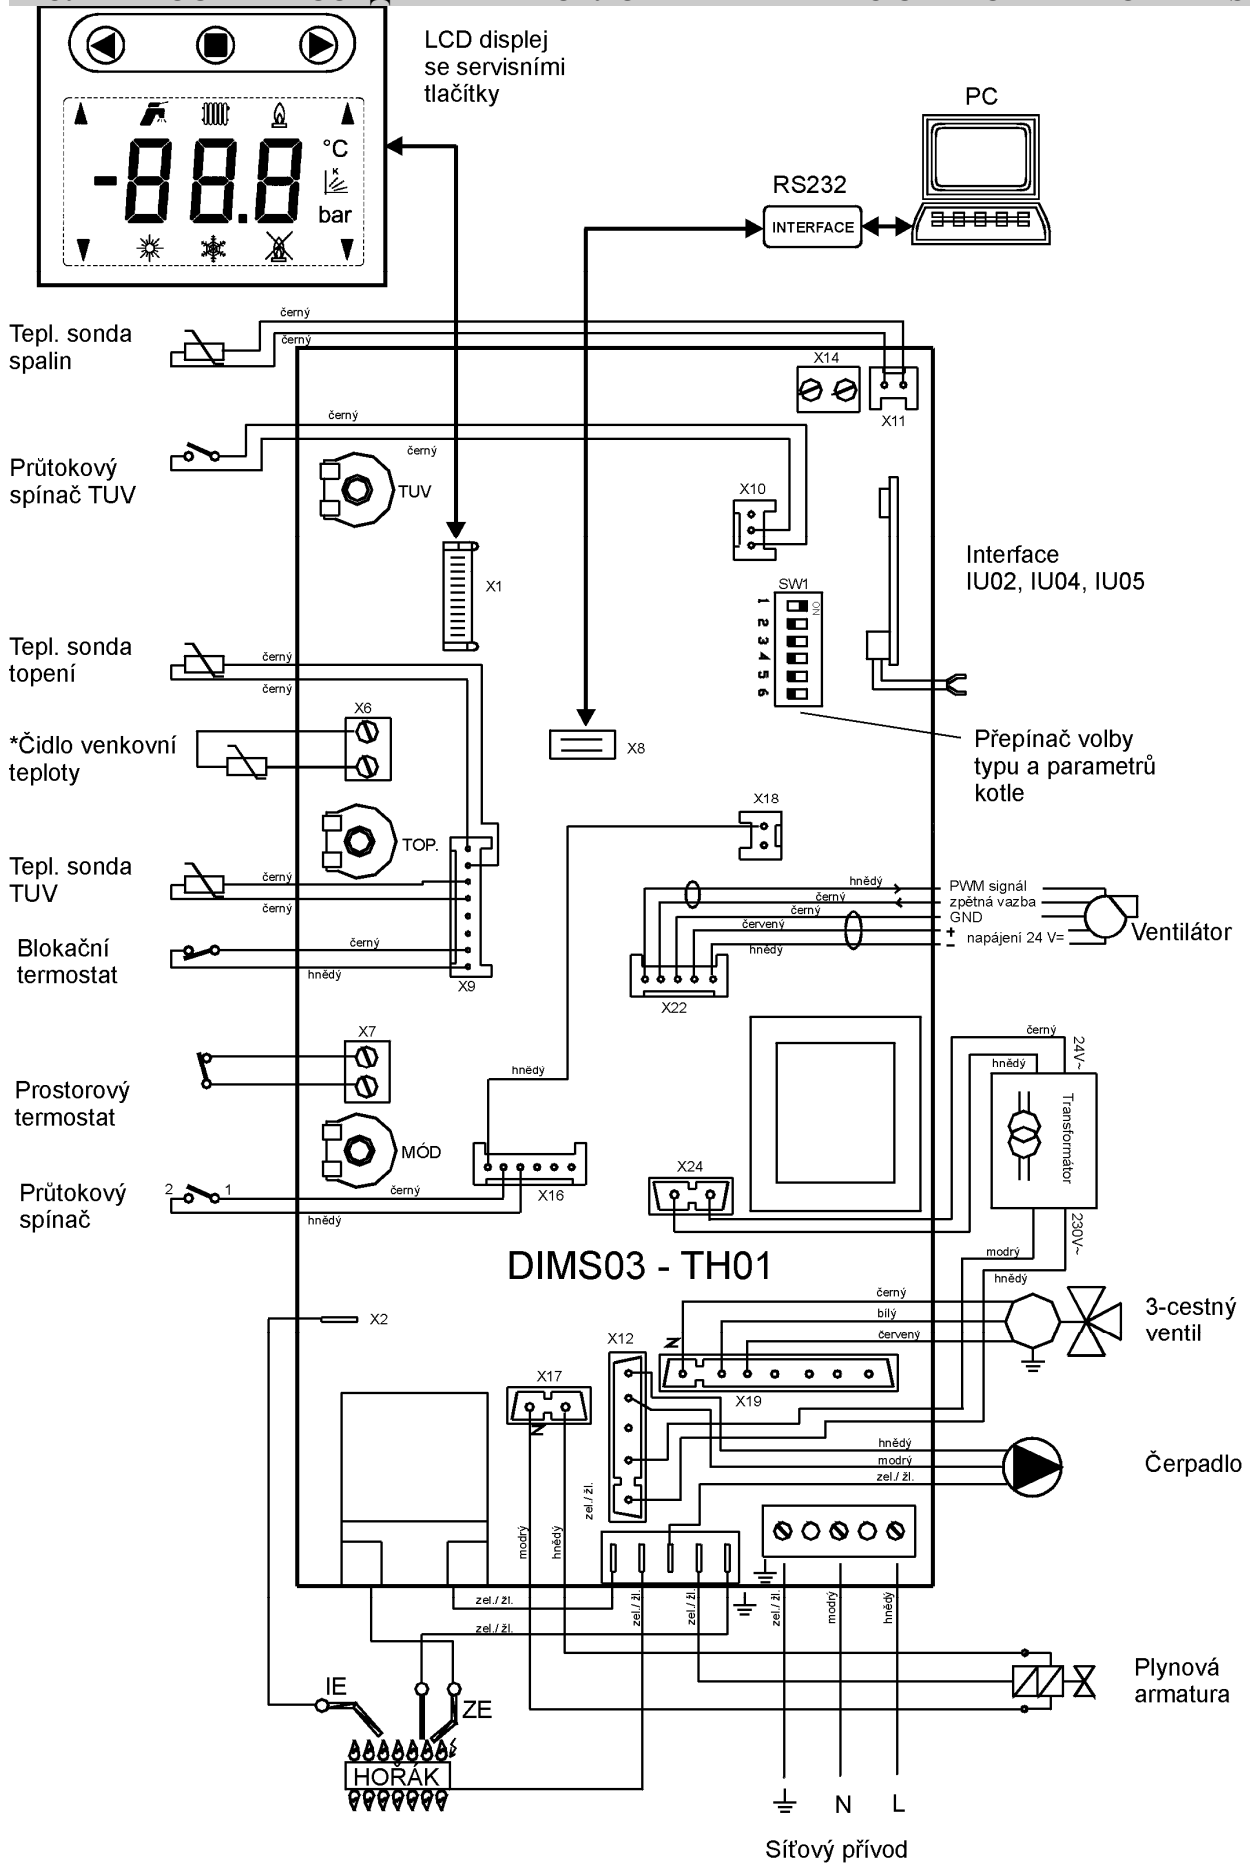 LCD displej
se servisními
tlačítky
°C
K
bar
-88.8
PC
RS232
INTERFACE
Tepl. sonda
spalin
černý
černý
X14
X11
Průtokový
spínač TUV
černý
černý
TUV
X10
X1
SW1
ON
1
2
3
4
5
6
Interface
IU02, IU04, IU05
Tepl. sonda
topení
černý
černý
*Čidlo venkovní
teploty
X6
X8
Přepínač volby
typu a parametrů
kotle
X18
TOP.
Tepl. sonda
TUV
černý
černý
hnědý
černý
černý
červený
hnědý
PWM signál
zpětná vazba
GND
+
napájení 24 V=
−
Ventilátor
Blokační
termostat
černý
hnědý
X9
X22
X7
Prostorový
termostat
hnědý
černý
hnědý
24V~
Transformátor
230V~
MÓD
X16
X24
Průtokový
spínač
2
1
černý
hnědý
modrý
hnědý
DIMS03 - TH01
X2
černý
bílý
červený
3-cestný
ventil
X12
N
X19
X17
N
hnědý
modrý
zel./ žl.
Čerpadlo
zel./ žl.
modrý
hnědý
zel./ žl.
zel./ žl.
zel./ žl.
zel./ žl.
zel./ žl.
modrý
hnědý
IE
ZE
HOŘÁK
Plynová
armatura
N
L
Síťový přívod